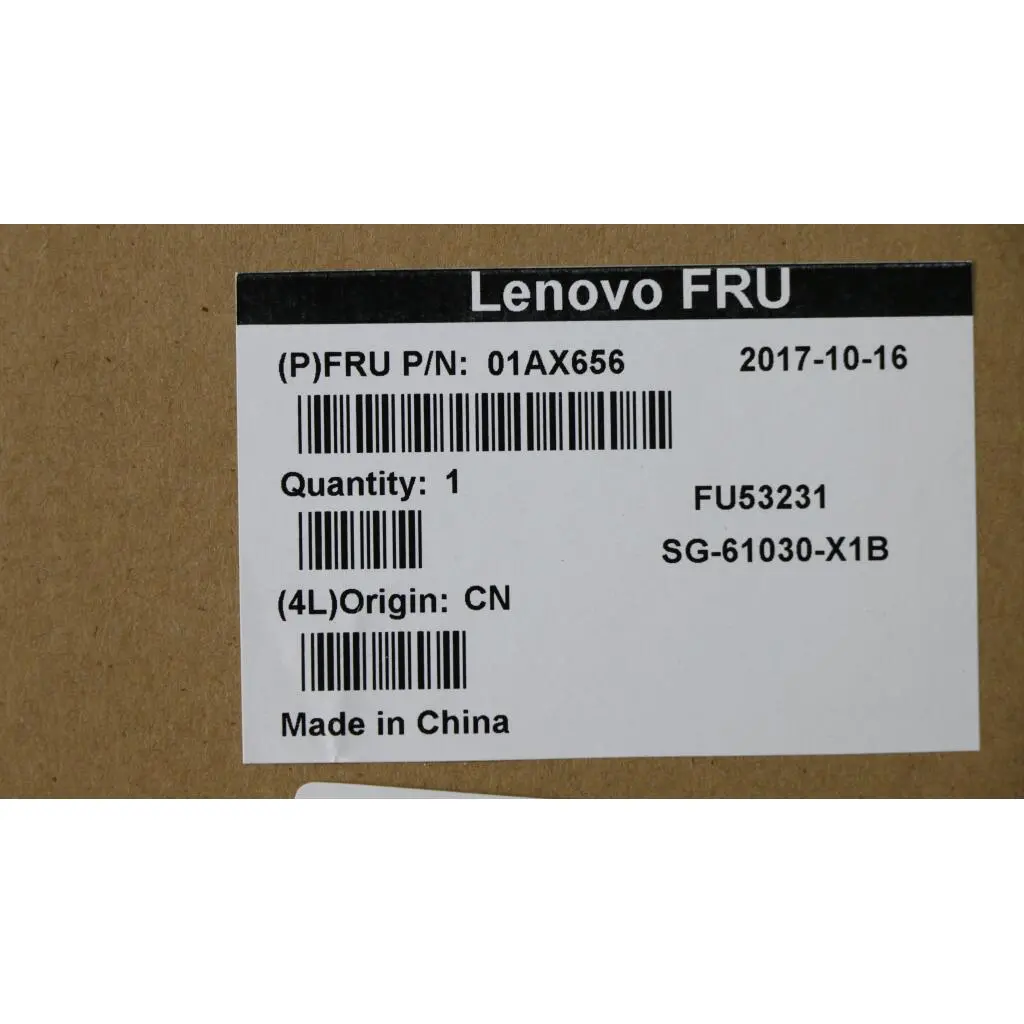 Lenovo FRU
(P)FRU P/N: 01AX656 2017-10-16
Quantity: 1
FU53231
SG-61030-X1B
(4L)Origin: CN
Made in China